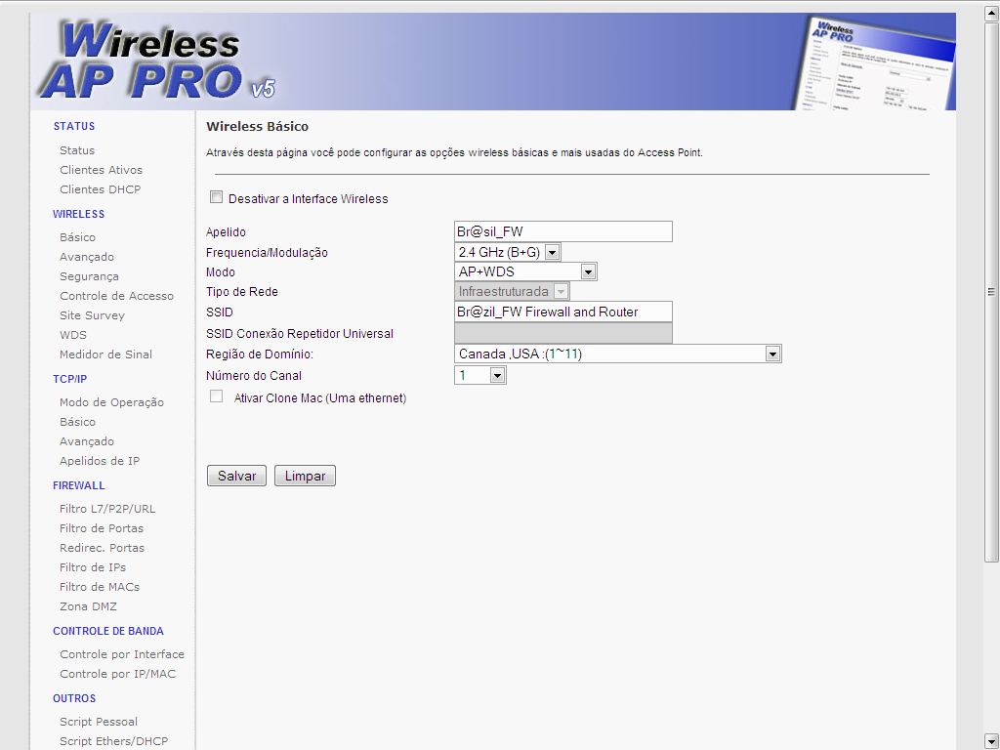 Wireless
AP PRO v5
Wireless
AP PRO
STATUS
Status
Clientes Ativos
Clientes DHCP
WIRELESS
Básico
Avançado
Segurança
Controle de Acesso
Site Survey
WDS
Medidor de Sinal
TCP/IP
Modo de Operação
Básico
Avançado
Apelidos de IP
FIREWALL
Filtro L7/P2P/URL
Filtro de Portas
Redirec. Portas
Filtro de IPs
Filtro de MACs
Zona DMZ
CONTROLE DE BANDA
Controle por Interface
Controle por IP/MAC
OUTROS
Script Pessoal
Script Ethers/DHCP
Wireless Básico
Através desta página você pode configurar as opções wireless básicas e mais usadas do Access Point.
Desativar a Interface Wireless
Apelido Br@sil_FW
Frequencia/Modulação 2.4 GHz (B+G)
Modo AP+WDS
Tipo de Rede Infraestruturada
SSID Br@zil_FW Firewall and Router
SSID Conexão Repetidor Universal
Região de Domínio: Canada ,USA :(1~11)
Número do Canal 1
Ativar Clone Mac (Uma ethernet)
Salvar Limpar